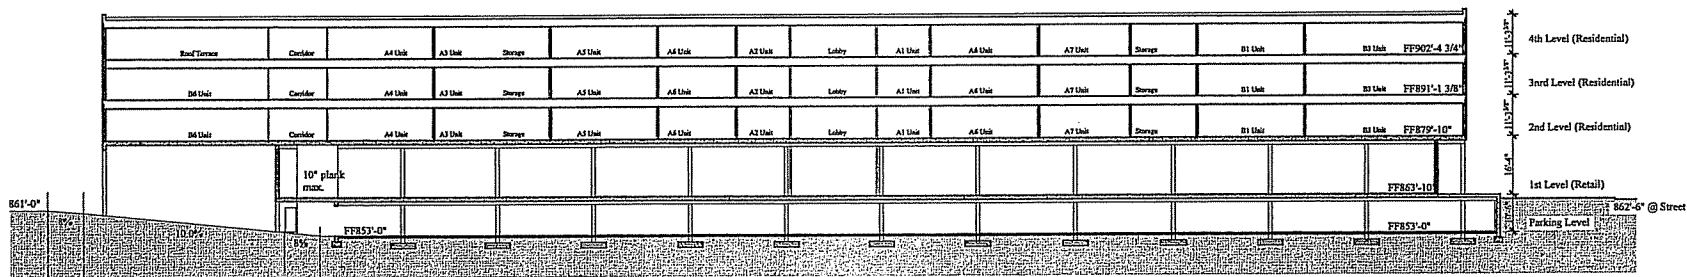 Roof Terrace Corridor A4 Unit A3 Unit Storage A5 Unit A6 Unit A2 Unit Lobby A1 Unit A6 Unit A7 Unit Storage B1 Unit B3 Unit FF902'-4 3/4"
4th Level (Residential)
B6 Unit Corridor A4 Unit A3 Unit Storage A5 Unit A6 Unit A2 Unit Lobby A1 Unit A6 Unit A7 Unit Storage B1 Unit B3 Unit FF891'-1 3/8"
3nrd Level (Residential)
B6 Unit Corridor A4 Unit A3 Unit Storage A5 Unit A6 Unit A2 Unit Lobby A1 Unit A6 Unit A7 Unit Storage B1 Unit B3 Unit FF879'-10"
2nd Level (Residential)
10" plank
max.
16'-4"
FF863'-10"
1st Level (Retail)
861'-0"
862'-6" @ Street
10.0%
FF853'-0"
FF853'-0"
Parking Level